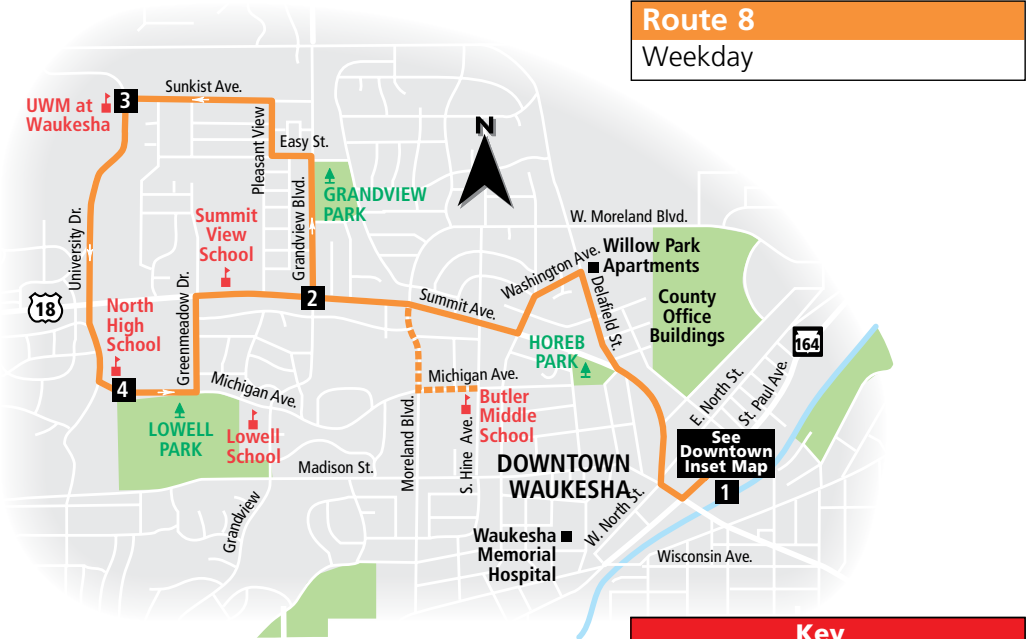 Route 8
Weekday
Sunkist Ave.
3
UWM at
Waukesha
Pleasant View
Easy St.
N
GRANDVIEW
PARK
Grandview Blvd.
Summit
View
School
University Dr.
W. Moreland Blvd.
Willow Park
Apartments
Washington Ave.
Delafield St.
County
Office
Buildings
18
2
Summit Ave.
North
High
School
Greenmeadow Dr.
HOREB
PARK
164
4
Michigan Ave.
Michigan Ave.
E. North St.
St. Paul Ave.
LOWELL
PARK
Lowell
School
Moreland Blvd.
S. Hine Ave.
Butler
Middle
School
See
Downtown
Inset Map
1
Madison St.
DOWNTOWN
WAUKESHA
Grandview
W. North St.
Waukesha
Memorial
Hospital
Wisconsin Ave.
Key